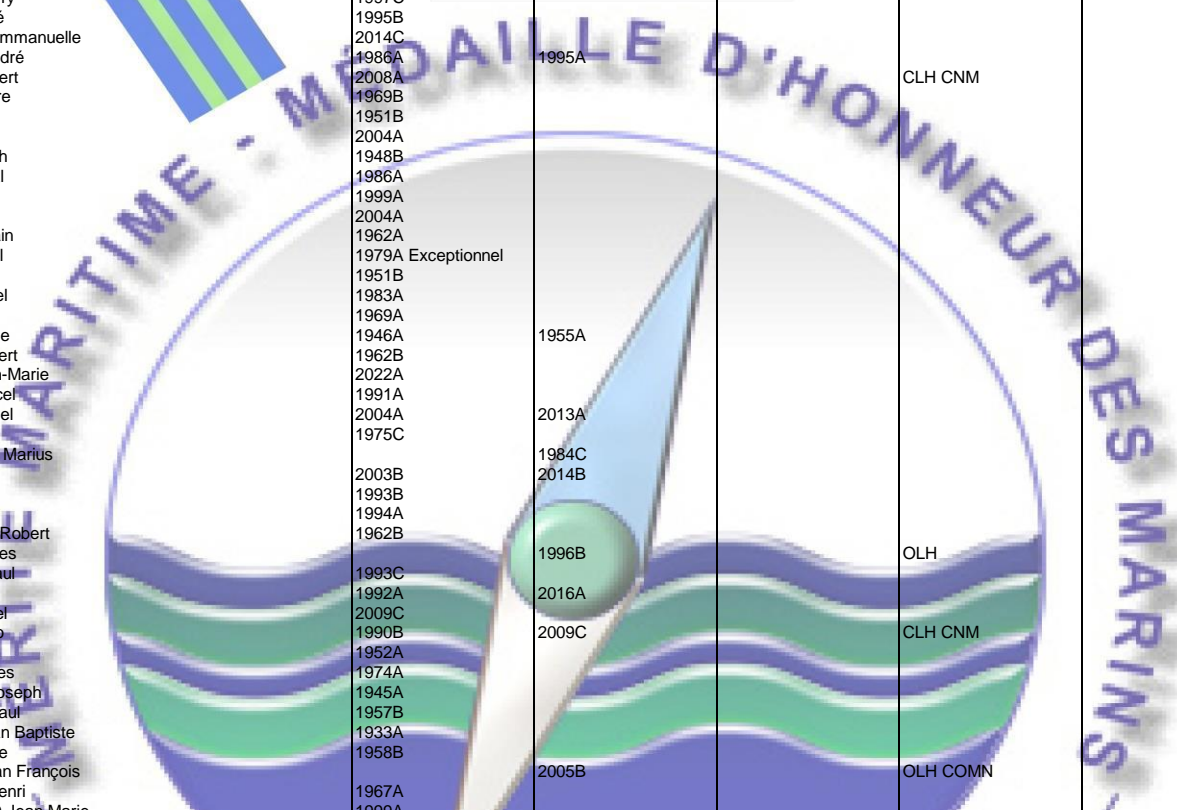 1995B
mmanuelle 2014C
dré 1986A 1995A
ert 2008A CLH CNM
re 1969B
1951B
2004A
h 1948B
l 1986A
1999A
2004A
in 1962A
l 1979A Exceptionnel
1951B
el 1983A
1969A
e 1946A 1955A
ert 1962B
-Marie 2022A
cel 1991A
el 2004A 2013A
1975C
Marius 1984C
2003B 2014B
1993B
1994A
Robert 1962B
es 1996B OLH
aul 1993C
1992A 2016A
el 2009C
o 1990B 2009C CLH CNM
1952A
es 1974A
oseph 1945A
aul 1957B
n Baptiste 1933A
e 1958B
an François 2005B OLH COMN
enri 1967A
MERITE MARITIME - MÉDAILLE D'HONNEUR DES MARINS -